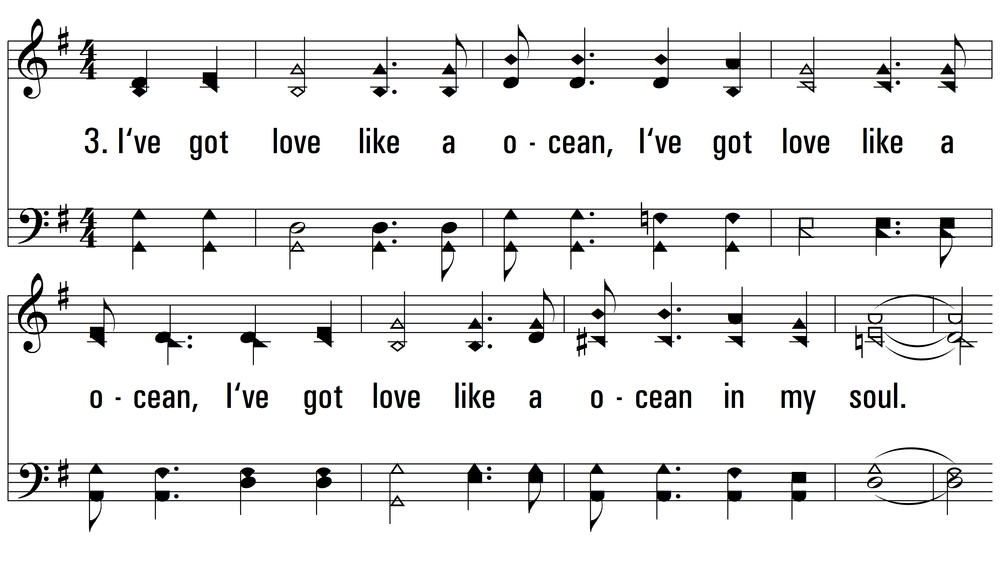 3. I‘ve got love like a o - cean, I‘ve got love like a
o - cean, I‘ve got love like a o - cean in my soul.